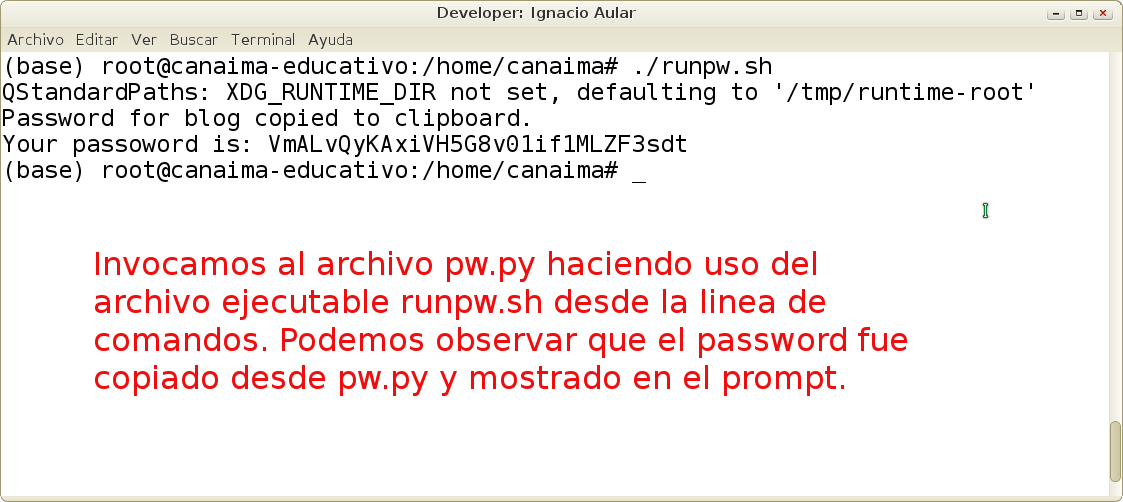 Developer: Ignacio Aular
Archivo Editar Ver Buscar Terminal Ayuda
(base) root@canaima-educativo:/home/canaima# ./runpw.sh
QStandardPaths: XDG_RUNTIME_DIR not set, defaulting to '/tmp/runtime-root'
Password for blog copied to clipboard.
Your passoword is: VmALvQyKAxiVH5G8v01if1MLZF3sdt
(base) root@canaima-educativo:/home/canaima# _
Invocamos al archivo pw.py haciendo uso del
archivo ejecutable runpw.sh desde la linea de
comandos. Podemos observar que el password fue
copiado desde pw.py y mostrado en el prompt.